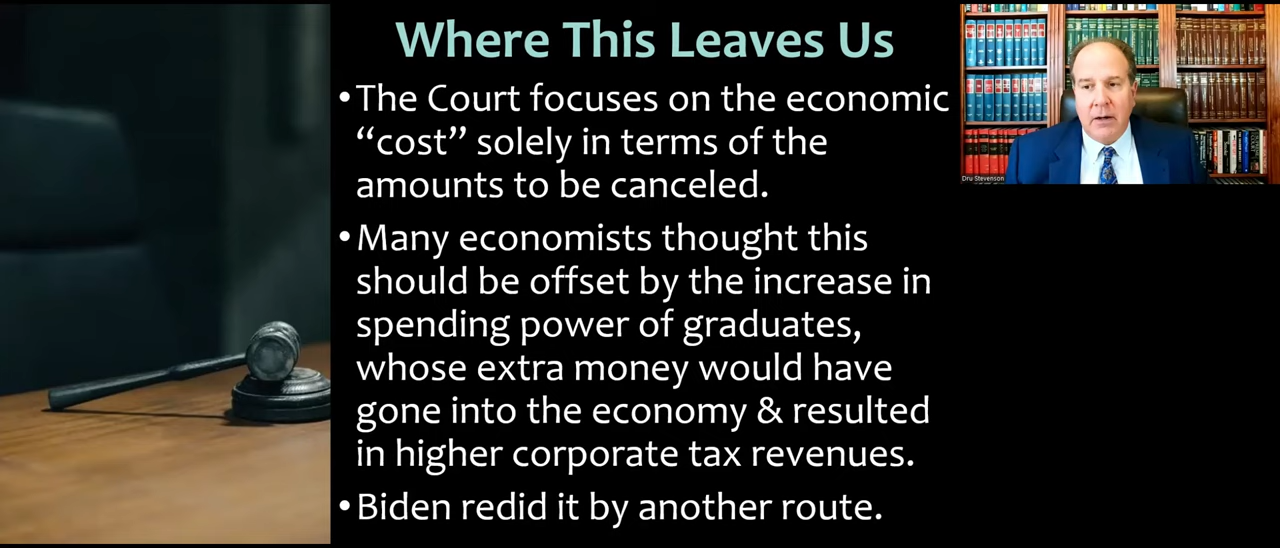 Where This Leaves Us
•The Court focuses on the economic
“cost” solely in terms of the
amounts to be canceled.
•Many economists thought this
should be offset by the increase in
spending power of graduates,
whose extra money would have
gone into the economy & resulted
in higher corporate tax revenues.
•Biden redid it by another route.
Dru Stevenson